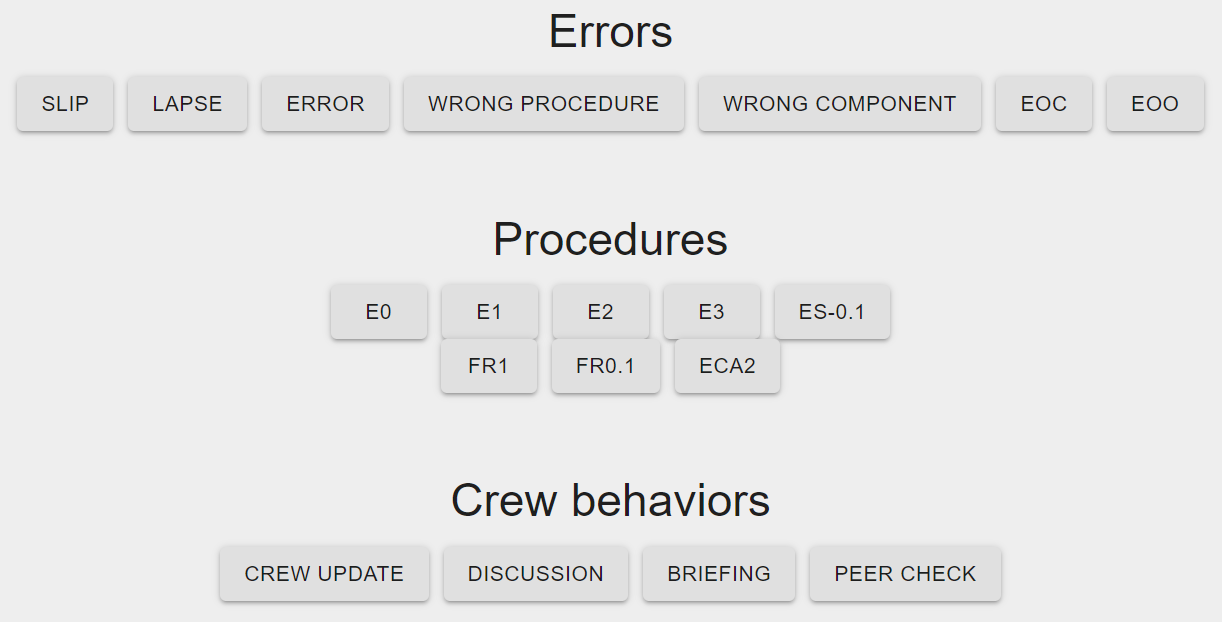 Errors
SLIP LAPSE ERROR WRONG PROCEDURE WRONG COMPONENT EOC EOO
Procedures
E0 E1 E2 E3 ES-0.1
FR1 FR0.1 ECA2
Crew behaviors
CREW UPDATE DISCUSSION BRIEFING PEER CHECK